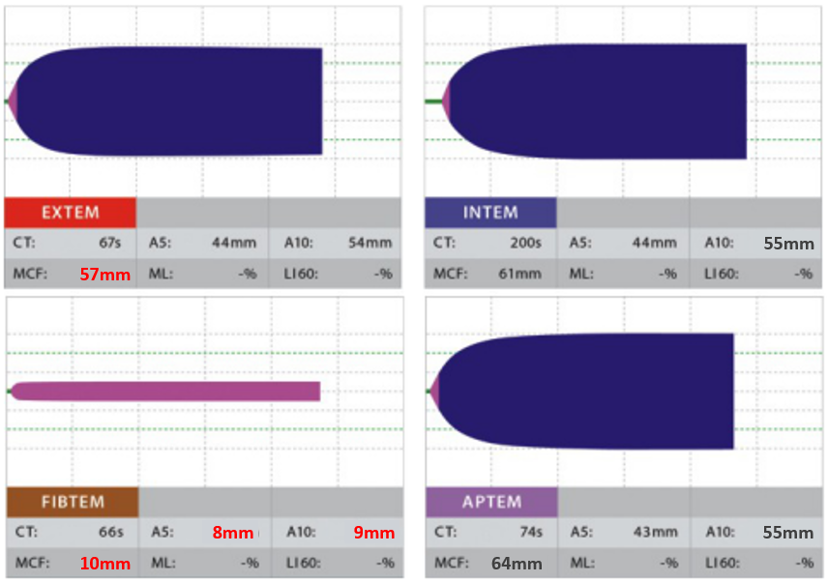 EXTEM
CT: 67s A5: 44mm A10: 54mm
MCF: 57mm ML: -% LI60: -%
INTEM
CT: 200s A5: 44mm A10: 55mm
MCF: 61mm ML: -% LI60: -%
FIBTEM
CT: 66s A5: 8mm A10: 9mm
MCF: 10mm ML: -% LI60: -%
APTEM
CT: 74s A5: 43mm A10: 55mm
MCF: 64mm ML: -% LI60: -%